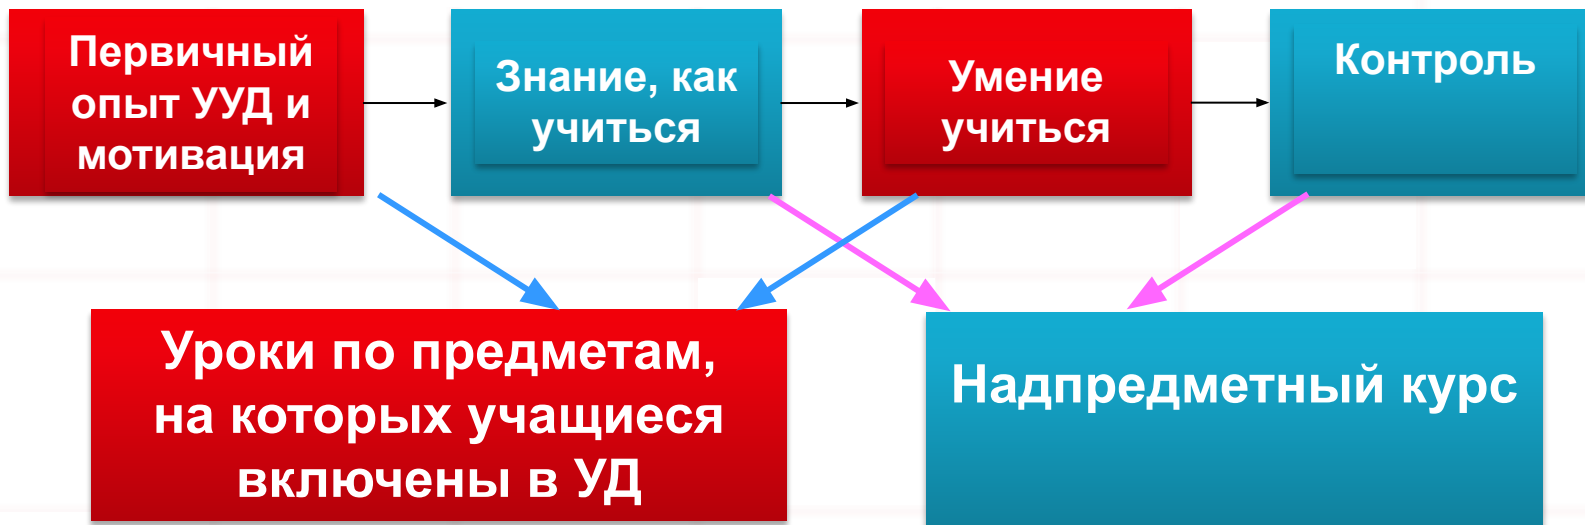 Первичный
опыт УУД и
мотивация
Знание, как
учиться
Умение
учиться
Контроль
Уроки по предметам,
на которых учащиеся
включены в УД
Надпредметный курс